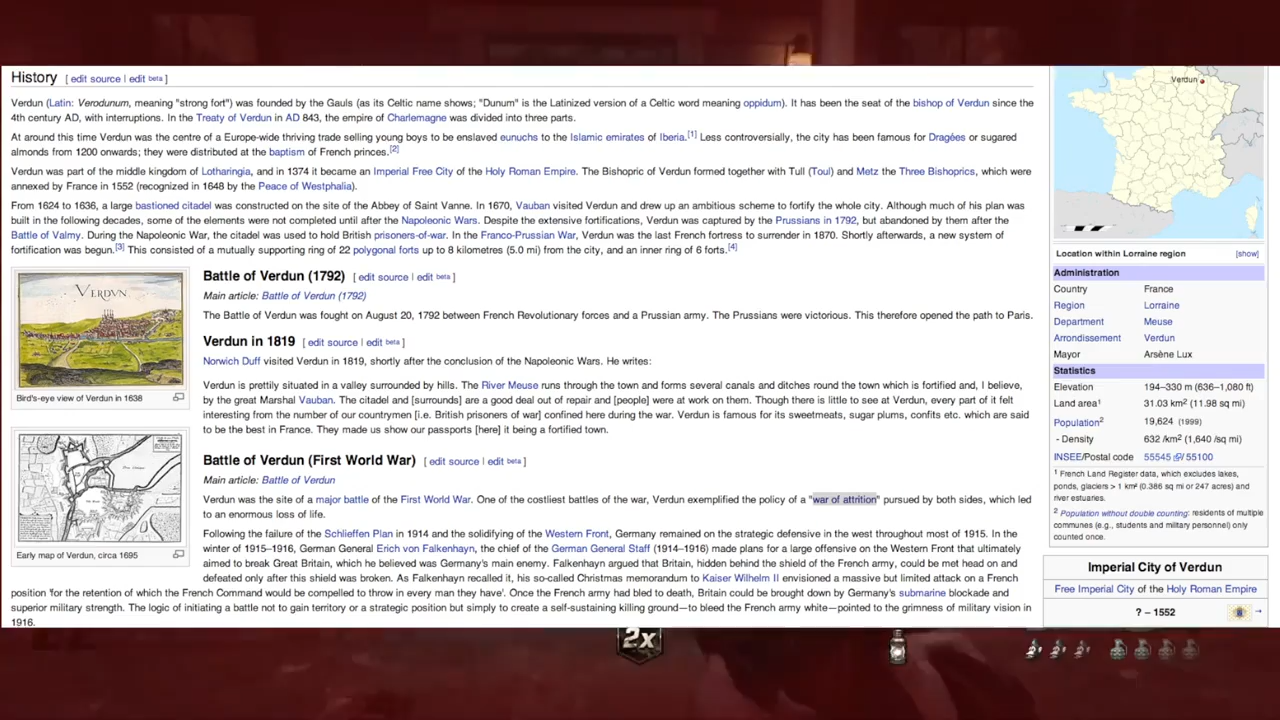 History [ edit source | edit beta ]
Verdun (Latin: Verodunum, meaning "strong fort") was founded by the Gauls (as its Celtic name shows; "Dunum" is the Latinized version of a Celtic word meaning oppidum). It has been the seat of the bishop of Verdun since the
4th century AD, with interruptions. In the Treaty of Verdun in AD 843, the empire of Charlemagne was divided into three parts.
At around this time Verdun was the centre of a Europe-wide thriving trade selling young boys to be enslaved eunuchs to the Islamic emirates of Iberia.[1] Less controversially, the city has been famous for Dragées or sugared
almonds from 1200 onwards; they were distributed at the baptism of French princes.[2]
Verdun was part of the middle kingdom of Lotharingia, and in 1374 it became an Imperial Free City of the Holy Roman Empire. The Bishopric of Verdun formed together with Tull (Toul) and Metz the Three Bishoprics, which were
annexed by France in 1552 (recognized in 1648 by the Peace of Westphalia).
From 1624 to 1636, a large bastioned citadel was constructed on the site of the Abbey of Saint Vanne. In 1670, Vauban visited Verdun and drew up an ambitious scheme to fortify the whole city. Although much of his plan was
built in the following decades, some of the elements were not completed until after the Napoleonic Wars. Despite the extensive fortifications, Verdun was captured by the Prussians in 1792, but abandoned by them after the
Battle of Valmy. During the Napoleonic War, the citadel was used to hold British prisoners-of-war. In the Franco-Prussian War, Verdun was the last French fortress to surrender in 1870. Shortly afterwards, a new system of
fortification was begun.[3] This consisted of a mutually supporting ring of 22 polygonal forts up to 8 kilometres (5.0 mi) from the city, and an inner ring of 6 forts.[4]
VERDVN
Bird's-eye view of Verdun in 1638
Early map of Verdun, circa 1695
Battle of Verdun (1792) [ edit source | edit beta ]
Main article: Battle of Verdun (1792)
The Battle of Verdun was fought on August 20, 1792 between French Revolutionary forces and a Prussian army. The Prussians were victorious. This therefore opened the path to Paris.
Verdun in 1819 [ edit source | edit beta ]
Norwich Duff visited Verdun in 1819, shortly after the conclusion of the Napoleonic Wars. He writes:
Verdun is prettily situated in a valley surrounded by hills. The River Meuse runs through the town and forms several canals and ditches round the town which is fortified and, I believe,
by the great Marshal Vauban. The citadel and [surrounds] are a good deal out of repair and [people] were at work on them. Though there is little to see at Verdun, every part of it felt
interesting from the number of our countrymen [i.e. British prisoners of war] confined here during the war. Verdun is famous for its sweetmeats, sugar plums, confits etc. which are said
to be the best in France. They made us show our passports [here] it being a fortified town.
Battle of Verdun (First World War) [ edit source | edit beta ]
Main article: Battle of Verdun
Verdun was the site of a major battle of the First World War. One of the costliest battles of the war, Verdun exemplified the policy of a "war of attrition" pursued by both sides, which led
to an enormous loss of life.
Following the failure of the Schlieffen Plan in 1914 and the solidifying of the Western Front, Germany remained on the strategic defensive in the west throughout most of 1915. In the
winter of 1915–1916, German General Erich von Falkenhayn, the chief of the German General Staff (1914–1916) made plans for a large offensive on the Western Front that ultimately
aimed to break Great Britain, which he believed was Germany's main enemy. Falkenhayn argued that Britain, hidden behind the shield of the French army, could be met head on and
defeated only after this shield was broken. As Falkenhayn recalled it, his so-called Christmas memorandum to Kaiser Wilhelm II envisioned a massive but limited attack on a French
position 'for the retention of which the French Command would be compelled to throw in every man they have'. Once the French army had bled to death, Britain could be brought down by Germany's submarine blockade and
superior military strength. The logic of initiating a battle not to gain territory or a strategic position but simply to create a self-sustaining killing ground—to bleed the French army white—pointed to the grimness of military vision in
1916.
Verdun
Location within Lorraine region [show]
Administration
Country France
Region Lorraine
Department Meuse
Arrondissement Verdun
Mayor Arsène Lux
Statistics
Elevation 194–330 m (636–1,080 ft)
Land area1 31.03 km2 (11.98 sq mi)
Population2 19,624 (1999)
- Density 632 /km2 (1,640 /sq mi)
INSEE/Postal code 55545 / 55100
1 French Land Register data, which excludes lakes,
ponds, glaciers > 1 km² (0.386 sq mi or 247 acres) and
river estuaries.
2 Population without double counting: residents of multiple
communes (e.g., students and military personnel) only
counted once.
Imperial City of Verdun
Free Imperial City of the Holy Roman Empire
? – 1552 →
2x